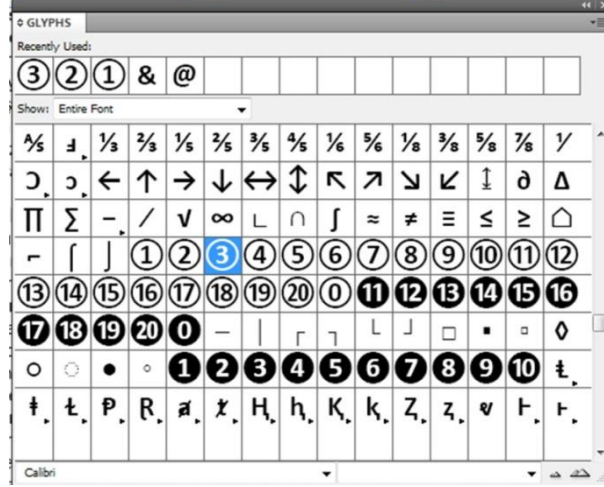 GLYPHS
Recently Used:
③ ② ① & @
Show: Entire Font
⅍ Ⅎ ⅓ ⅔ ⅕ ⅖ ⅗ ⅘ ⅙ ⅚ ⅛ ⅜ ⅝ ⅞ ⅟
Ↄ ↄ ← ↑ → ↓ ↔ ↕ ↖ ↗ ↘ ↙ ↨ ∂ ∆
∏ ∑ − ∕ √ ∞ ∟ ∩ ∫ ≈ ≠ ≡ ≤ ≥ ⌂
⌐ ⌠ ⌡ ① ② ③ ④ ⑤ ⑥ ⑦ ⑧ ⑨ ⑩ ⑪ ⑫
⑬ ⑭ ⑮ ⑯ ⑰ ⑱ ⑲ ⑳ ⓪ ⓫ ⓬ ⓭ ⓮ ⓯ ⓰
⓱ ⓲ ⓳ ⓴ ⓿ ─ │ ┌ ┐ └ ┘ □ ▪ ▫ ◊
○ ◌ ● ◦ ❶ ❷ ❸ ❹ ❺ ❻ ❼ ❽ ❾ ❿ Ɫ
ⱡ Ɫ Ᵽ Ɽ ⱥ ⱦ Ⱨ ⱨ Ⱪ ⱪ Ⱬ ⱬ ⱴ Ⱶ ⱶ
Calibri